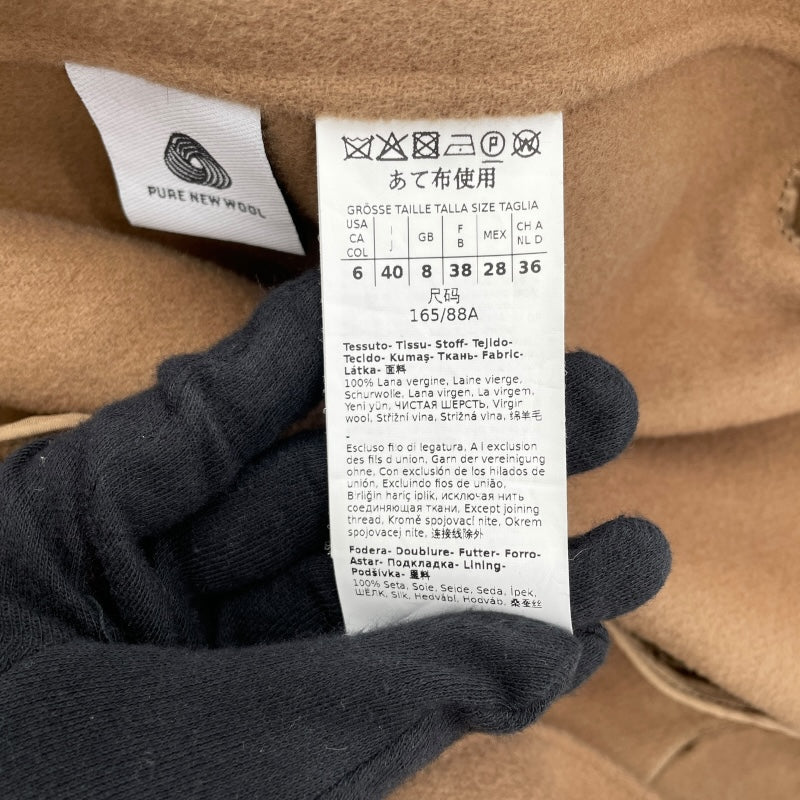 PURE NEW WOOL
P W
あて布使用
GRÖSSE TAILLE TALLA SIZE TAGLIA
USA CA COL I J GB F B MEX CH A NL D
6 40 8 38 28 36
尺码
165/88A
Tessuto- Tissu- Stoff- Tejido-
Tecido- Kumaş- Ткань- Fabric-
Látka- 面料
100% Lana vergine, Laine vierge,
Schurwolle, Lana virgen, La virgem,
Yeni yün, ЧИСТАЯ ШЕРСТЬ, Virgin
wool, Střižní vlna, Strižná vlna, 绵羊毛
-
Escluso filo di legatura, A l exclusion
des fils d union, Garn der vereinigung
ohne, Con exclusión de los hilados de
unión, Excluindo fios de união,
Birliğin hariç iplik, исключая нить
соединяющая ткани, Except joining
thread, Kromě spojovací nite, Okrem
spojovacej nite, 连接线除外
Fodera- Doublure- Futter- Forro-
Astar- Подкладка- Lining-
Podšívka- 里料
100% Seta, Soie, Seide, Seda, İpek,
ШЁЛК, Silk, Hedvábí, Hodváb, 桑蚕丝